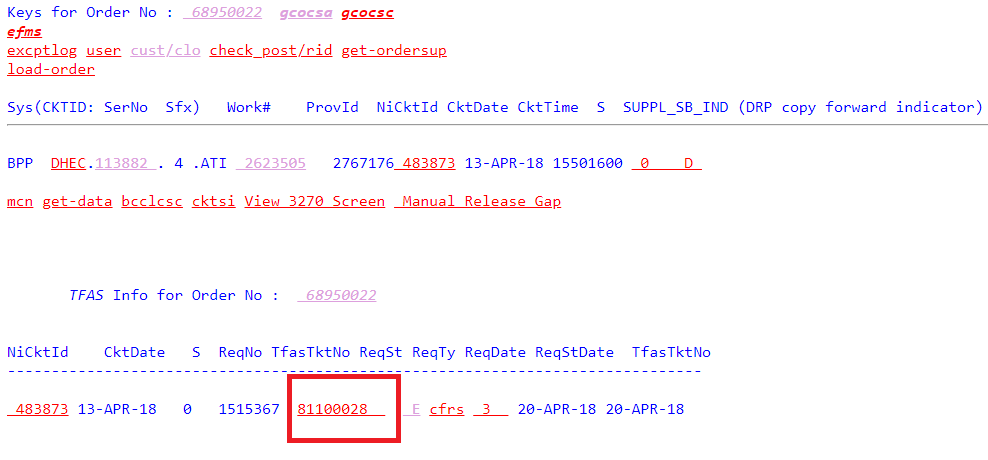 Keys for Order No : 68950022 gcocsa gcocsc
efms
excptlog user cust/clo check_post/rid get-ordersup
load-order
Sys(CKTID: SerNo Sfx) Work# ProvId NiCktId CktDate CktTime S SUPPL_SB_IND (DRP copy forward indicator)
BPP DHEC.113882 . 4 .ATI 2623505 2767176 483873 13-APR-18 15501600 0 D
mcn get-data bcclcsc cktsi View 3270 Screen Manual Release Gap
TFAS Info for Order No : 68950022
NiCktId CktDate S ReqNo TfasTktNo ReqSt ReqTy ReqDate ReqStDate TfasTktNo
-------------------------------------------------------------------------------
483873 13-APR-18 0 1515367 81100028 E cfrs 3 20-APR-18 20-APR-18